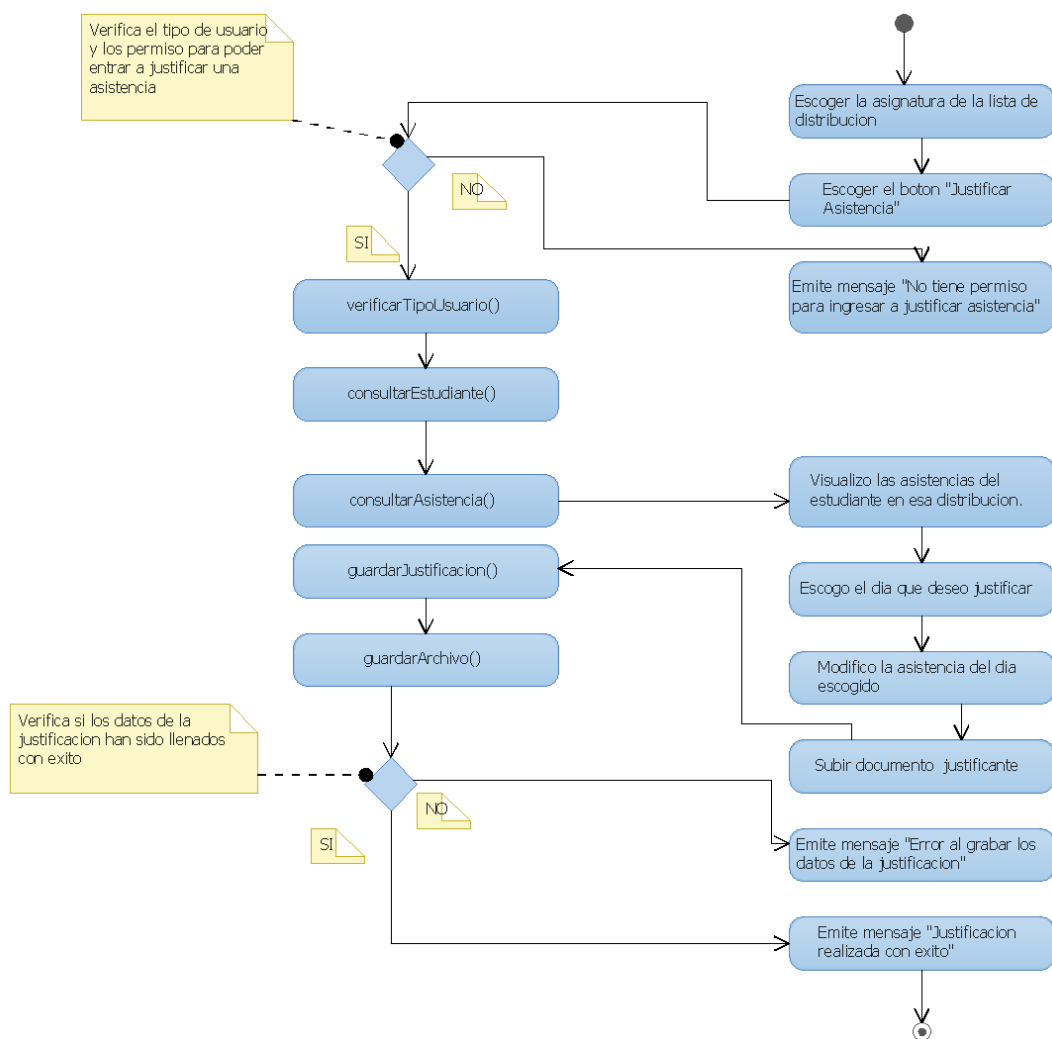 Verifica el tipo de usuario
y los permiso para poder
entrar a justificar una
asistencia
Escoger la asignatura de la lista de
distribucion
Escoger el boton "Justificar
Asistencia"
NO
SI
Emite mensaje "No tiene permiso
para ingresar a justificar asistencia"
verificarTipoUsuario()
consultarEstudiante()
consultarAsistencia()
Visualizo las asistencias del
estudiante en esa distribucion.
guardarJustificacion()
Escogo el dia que deseo justificar
guardarArchivo()
Modifico la asistencia del dia
escogido
Verifica si los datos de la
justificacion han sido llenados
con exito
Subir documento justificante
NO
SI
Emite mensaje "Error al grabar los
datos de la justificacion"
Emite mensaje "Justificacion
realizada con exito"